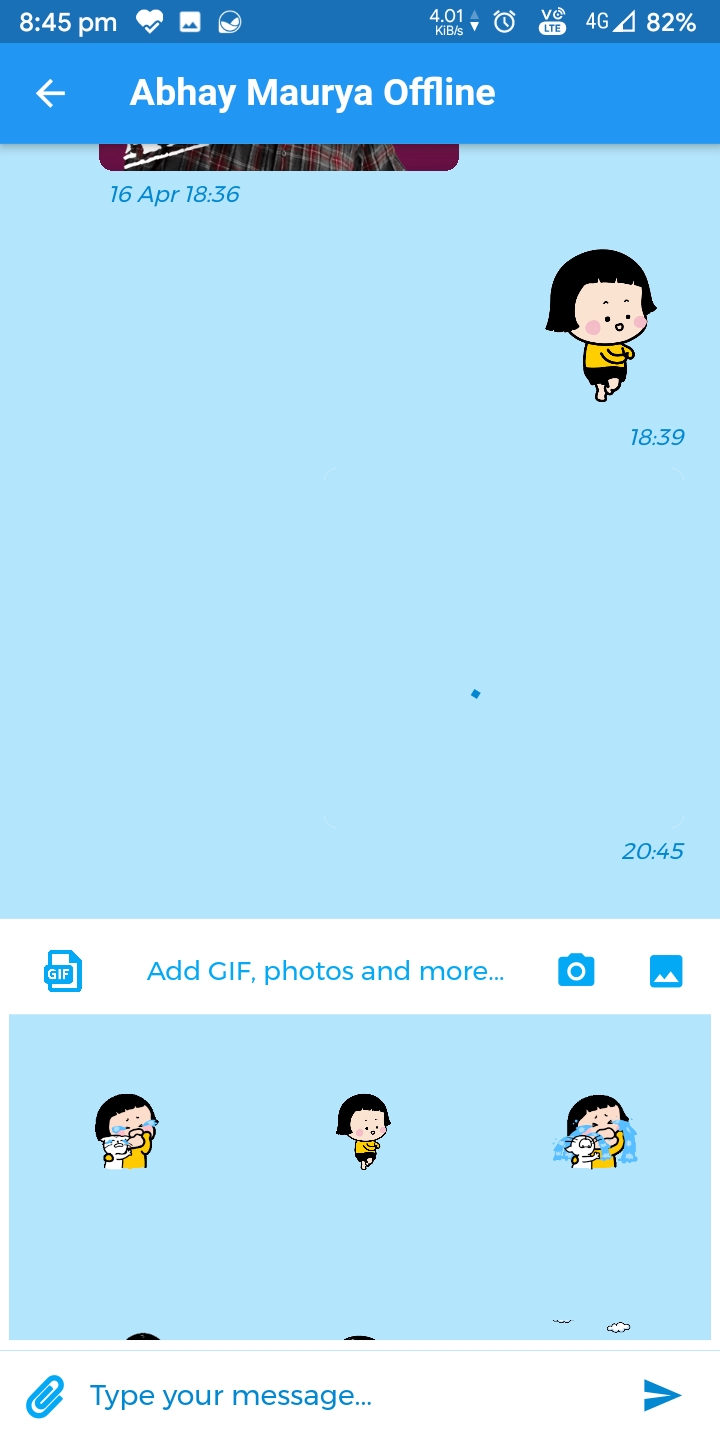 8:45 pm 4.01 KiB/s Vo LTE 4G 82%
Abhay Maurya Offline
16 Apr 18:36
18:39
20:45
GIF Add GIF, photos and more...
Type your message...